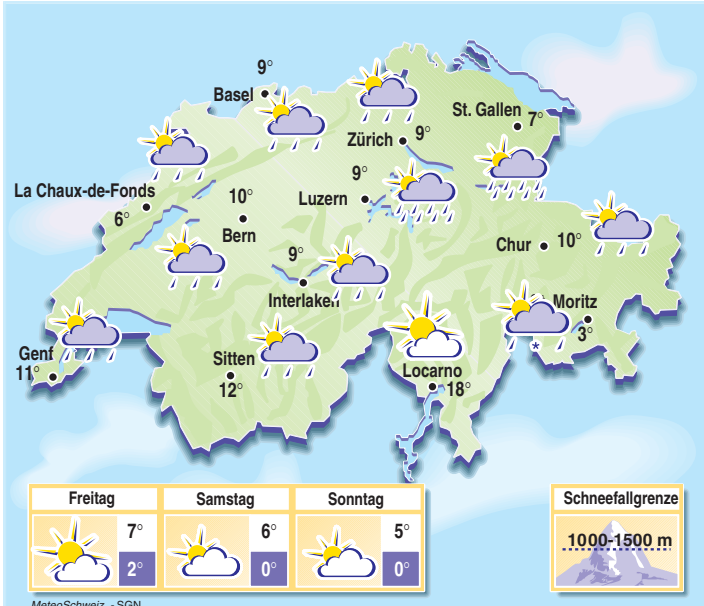 9°
Basel
St. Gallen
7°
Zürich 9°
9°
La Chaux-de-Fonds
Luzern
6°
10°
Bern
Chur 10°
9°
Interlaken
Moritz
3°
Genf
11°
Sitten
12°
Locarno
18°
*
Freitag Samstag Sonntag
7° 6° 5°
2° 0° 0°
Schneefallgrenze
1000-1500 m
MeteoSchweiz - SGN